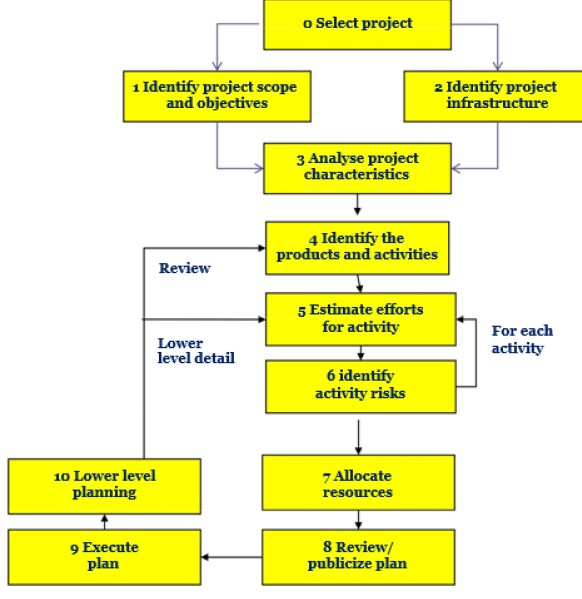 0 Select project
1 Identify project scope
and objectives
2 Identify project
infrastructure
3 Analyse project
characteristics
4 Identify the
products and activities
Review
5 Estimate efforts
for activity
Lower
level detail
For each
activity
6 identify
activity risks
7 Allocate
resources
8 Review/
publicize plan
9 Execute
plan
10 Lower level
planning